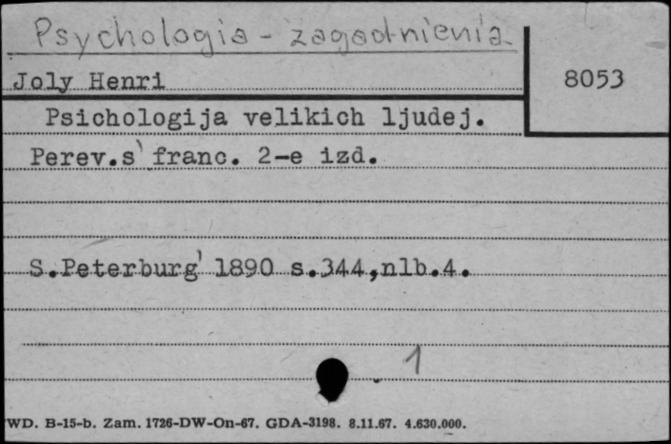 Psychologia - zagadnienia
Joly Henri
8053
Psichologija velikich ljudej.
Perev.s' franc. 2-e izd.
S.Peterburg' 1890 s.344,nlb.4.
1
WD. B-15-b. Zam. 1726-DW-On-67. GDA-3198. 8.11.67. 4.630.000.